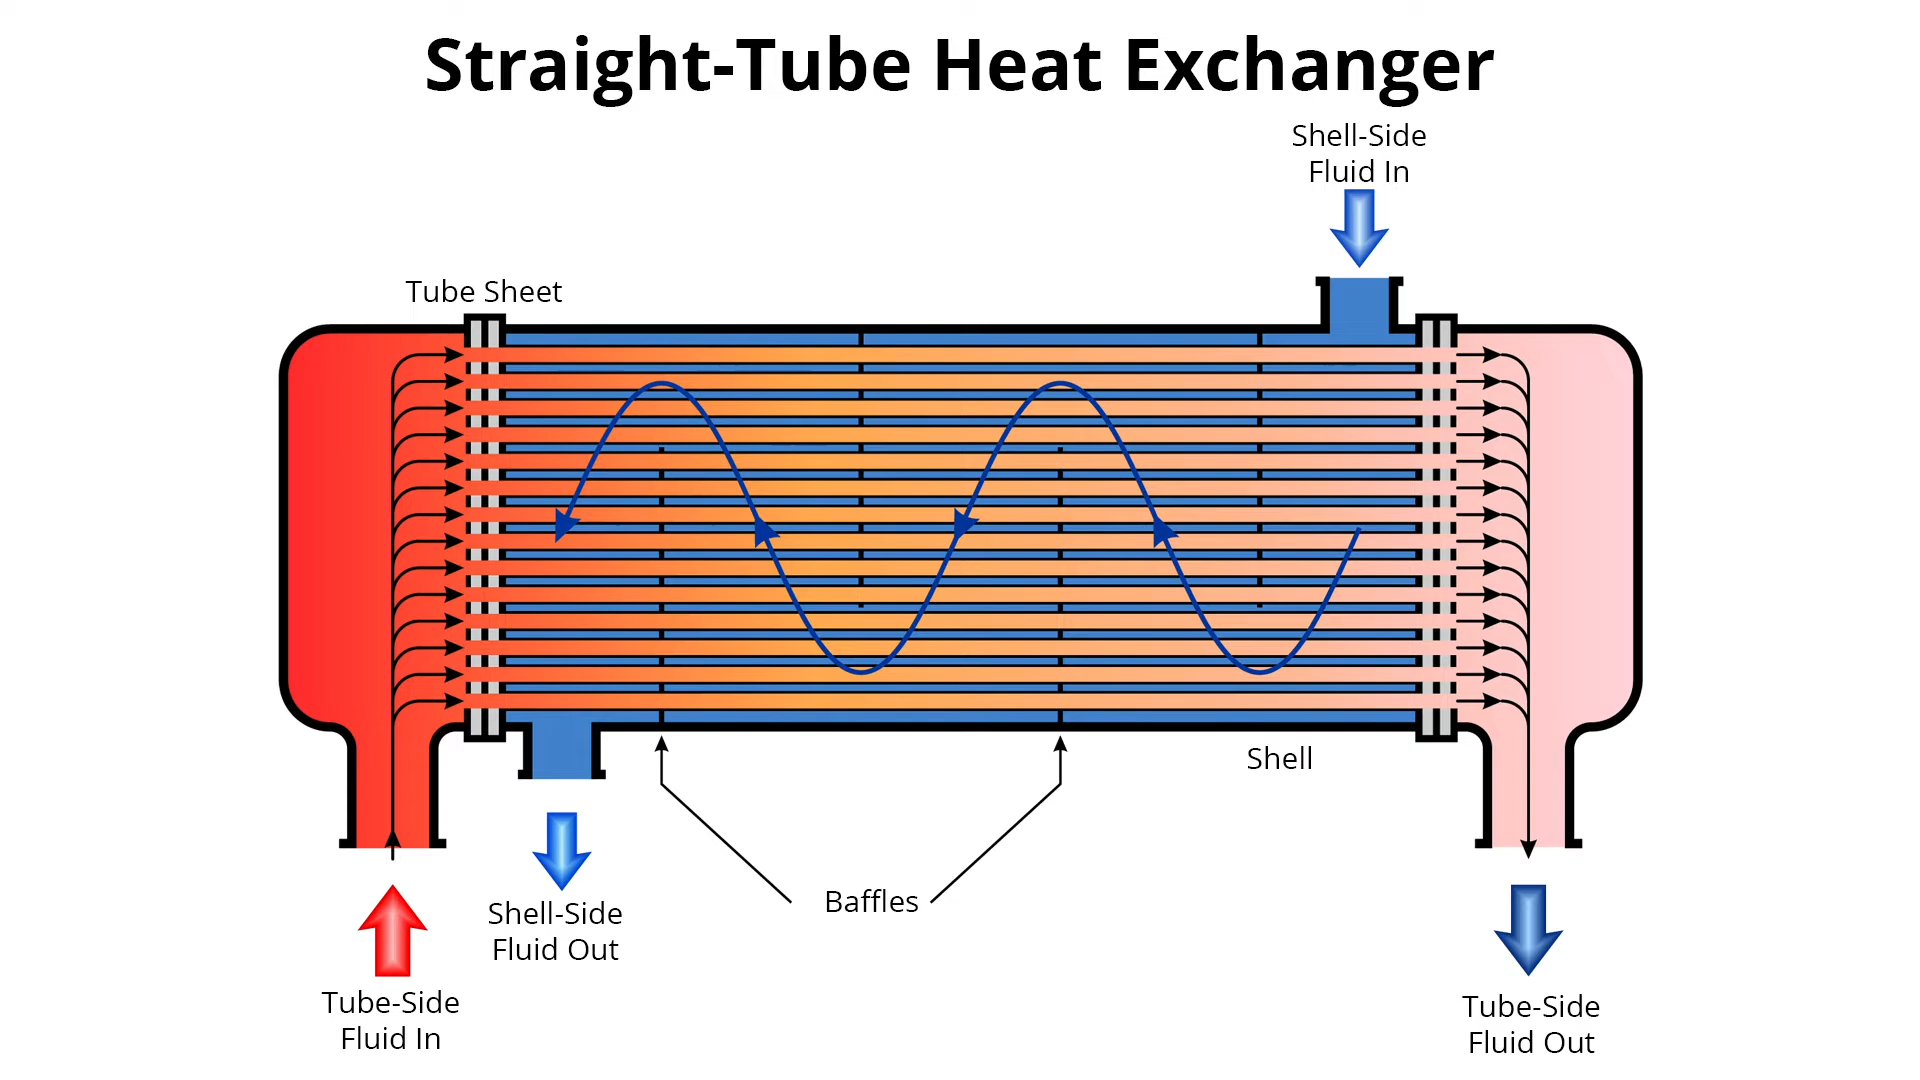 Straight-Tube Heat Exchanger
Shell-Side
Fluid In
Tube Sheet
Shell
Baffles
Shell-Side
Fluid Out
Tube-Side
Fluid In
Tube-Side
Fluid Out